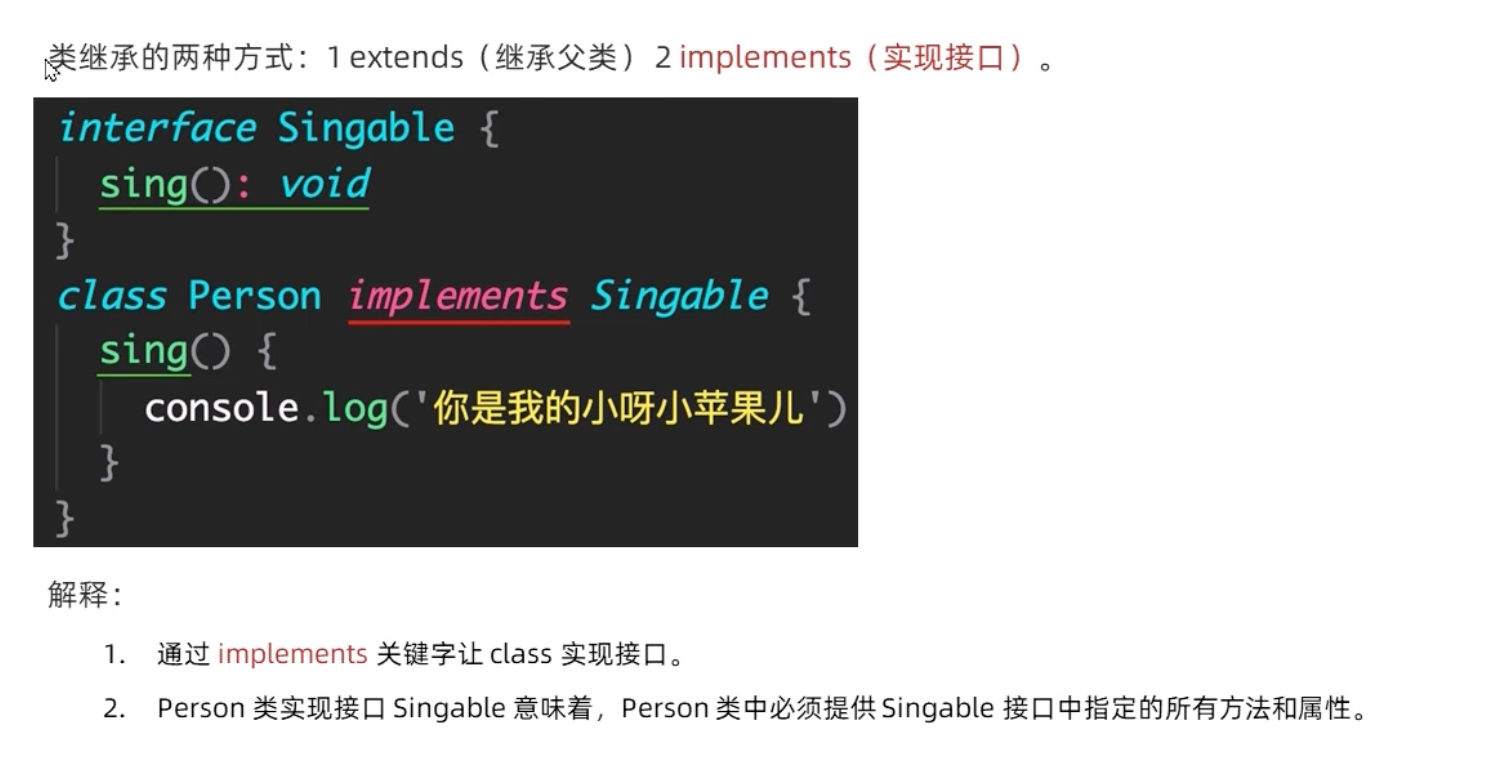 类继承的两种方式：1 extends（继承父类）2 implements（实现接口）。
interface Singable {
sing(): void
}
class Person implements Singable {
sing() {
console.log('你是我的小呀小苹果儿')
}
}
解释：
1. 通过 implements 关键字让 class 实现接口。
2. Person 类实现接口 Singable 意味着，Person 类中必须提供 Singable 接口中指定的所有方法和属性。